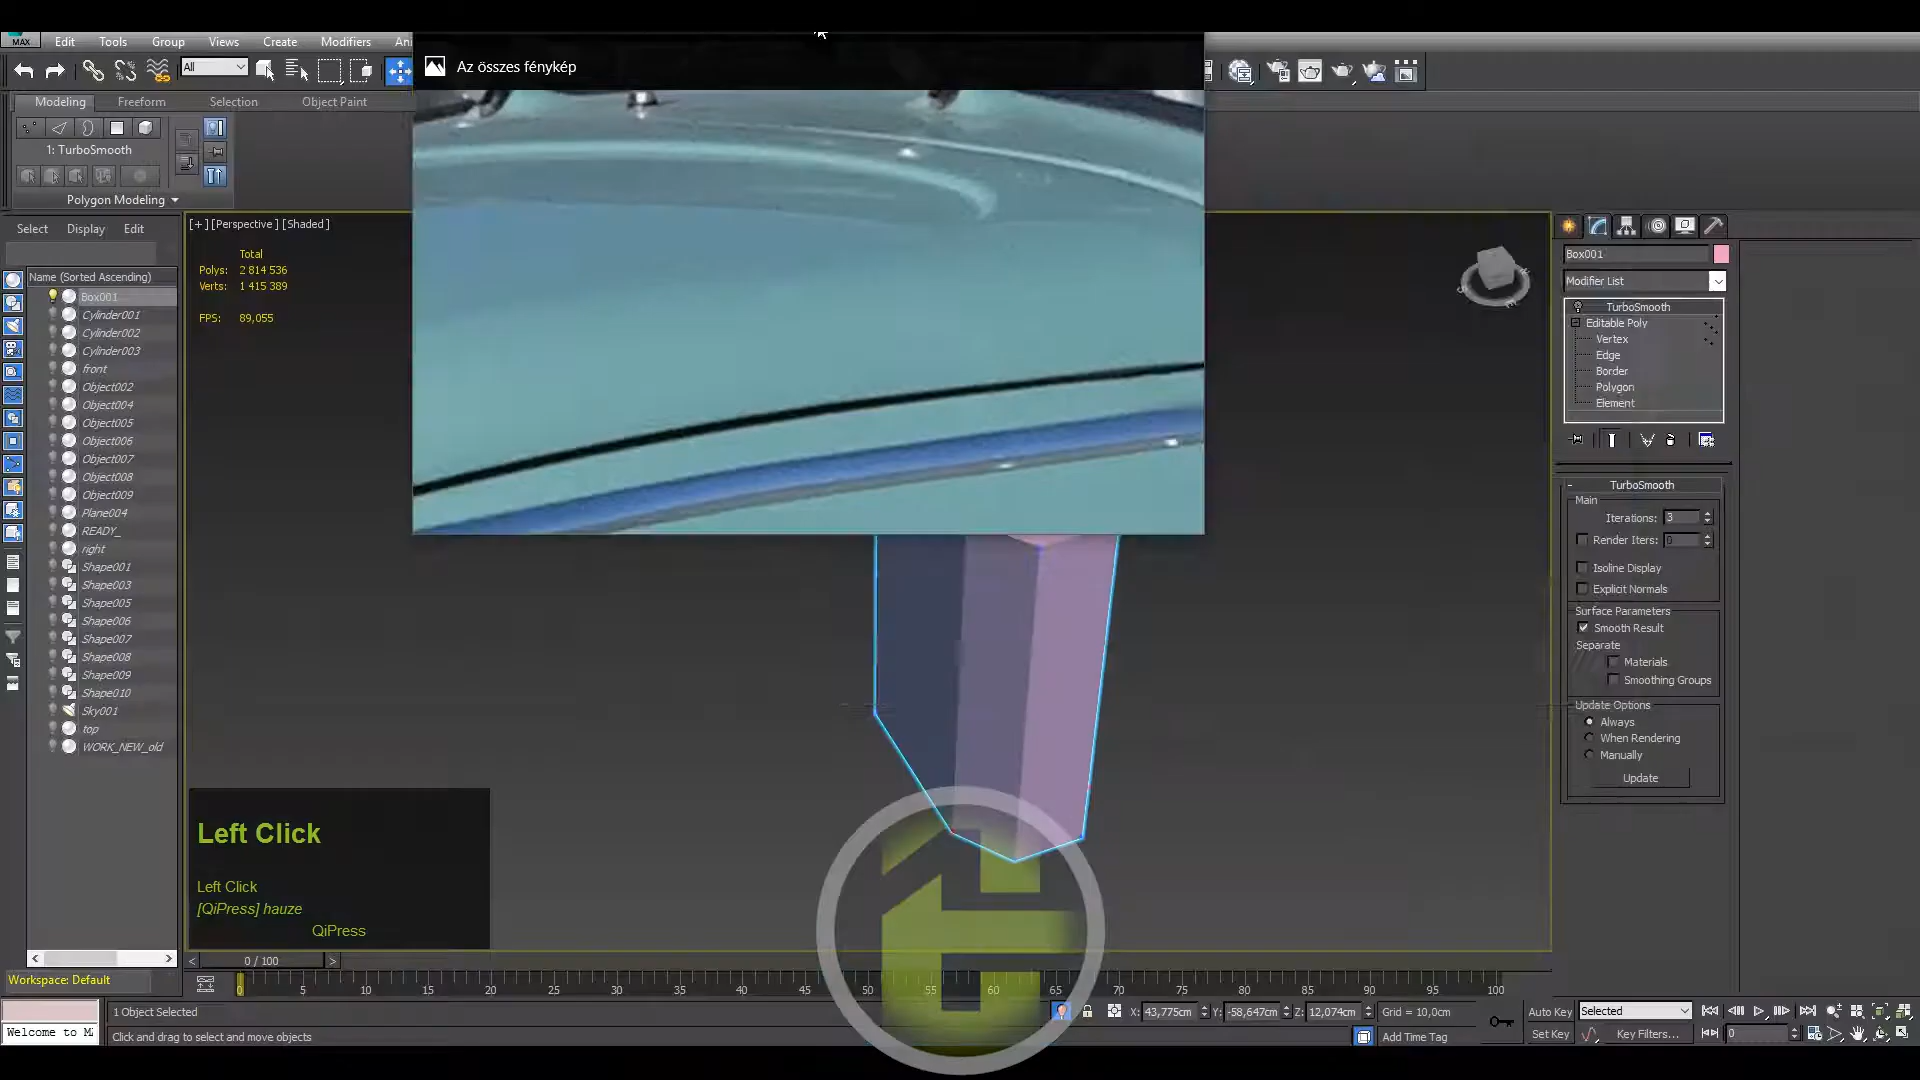 MAX
Edit
Tools
Group
Views
Create
Modifiers
An
All
Az összes fénykép
Modeling
Freeform
Selection
Object Paint
1: TurboSmooth
Polygon Modeling
Select
Display
Edit
Name (Sorted Ascending)
Box001
Cylinder001
Cylinder002
Cylinder003
front
Object002
Object004
Object005
Object006
Object007
Object008
Object009
Plane004
READY_
right
Shape001
Shape003
Shape005
Shape006
Shape007
Shape008
Shape009
Shape010
Sky001
top
WORK_NEW_old
Workspace: Default
Welcome to M
[+] [Perspective] [Shaded]
Total
Polys: 2 814 536
Verts: 1 415 389
FPS: 89,055
Left Click
Left Click
[QiPress] hauze
QiPress
0 / 100
0 5 10 15 20 25 30 35 40 45 50 55 60 65 70 75 80 85 90 95 100
1 Object Selected
Click and drag to select and move objects
X: 43,775cm Y: -58,647cm Z: 12,074cm
Grid = 10,0cm
Add Time Tag
Auto Key
Selected
Set Key
Key Filters...
0
Box001
Modifier List
TurboSmooth
Editable Poly
Vertex
Edge
Border
Polygon
Element
TurboSmooth
Main
Iterations: 3
Render Iters: 0
Isoline Display
Explicit Normals
Surface Parameters
Smooth Result
Separate
Materials
Smoothing Groups
Update Options
Always
When Rendering
Manually
Update